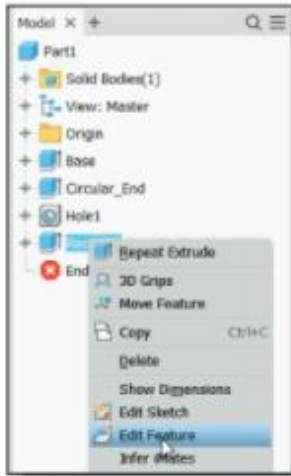 Model × +
Part1
Solid Bodies(1)
View: Master
Origin
Base
Circular_End
Hole1
End
Repeat Extrude
3D Grips
Move Feature
Copy Ctrl+C
Delete
Show Dimensions
Edit Sketch
Edit Feature
Infer iMates